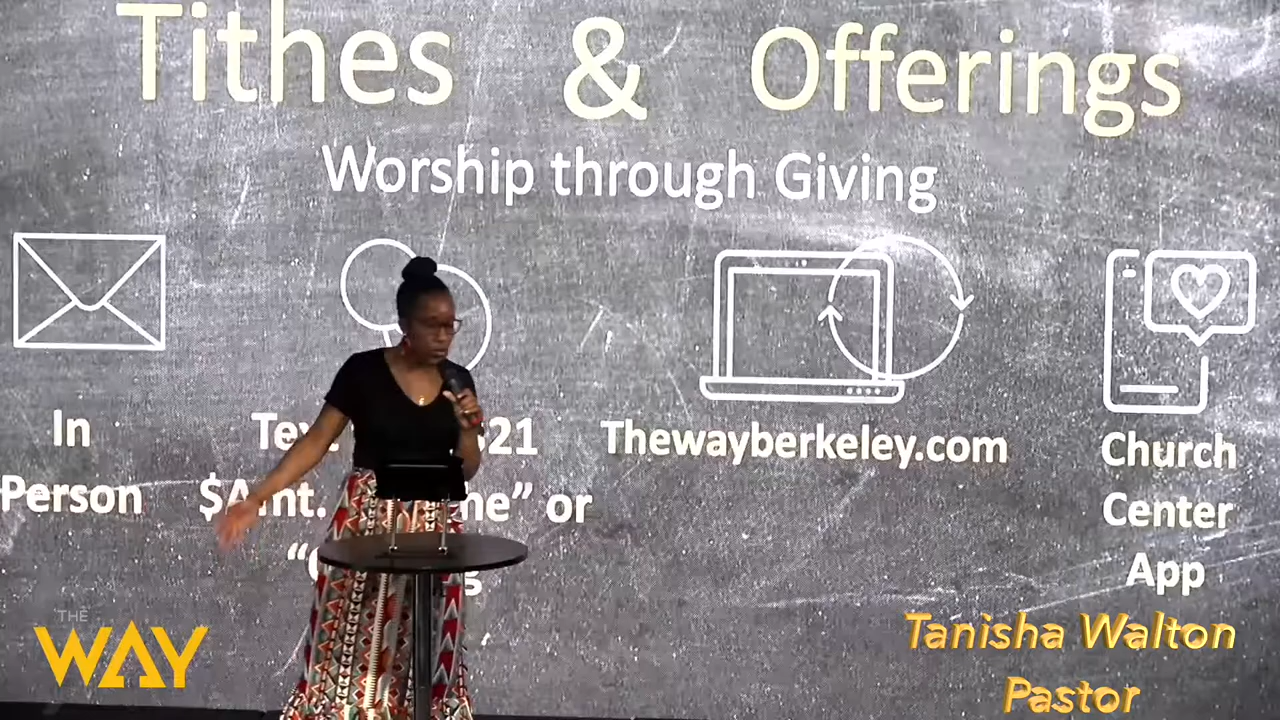 Tithes & Offerings
Worship through Giving
In
Person
21
$Amt. or
Thewayberkeley.com
Church
Center
App
THE
WAY
Tanisha Walton
Pastor